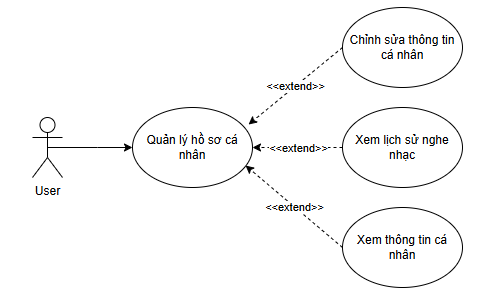 Chỉnh sửa thông tin
cá nhân
<<extend>>
Quản lý hồ sơ cá
nhân
<<extend>>
Xem lịch sử nghe
nhạc
User
<<extend>>
Xem thông tin cá
nhân